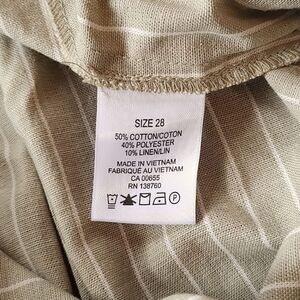 SIZE 28
50% COTTON/COTON
40% POLYESTER
10% LINEN/LIN
MADE IN VIETNAM
FABRIQUÉ AU VIETNAM
CA 00655
RN 138760